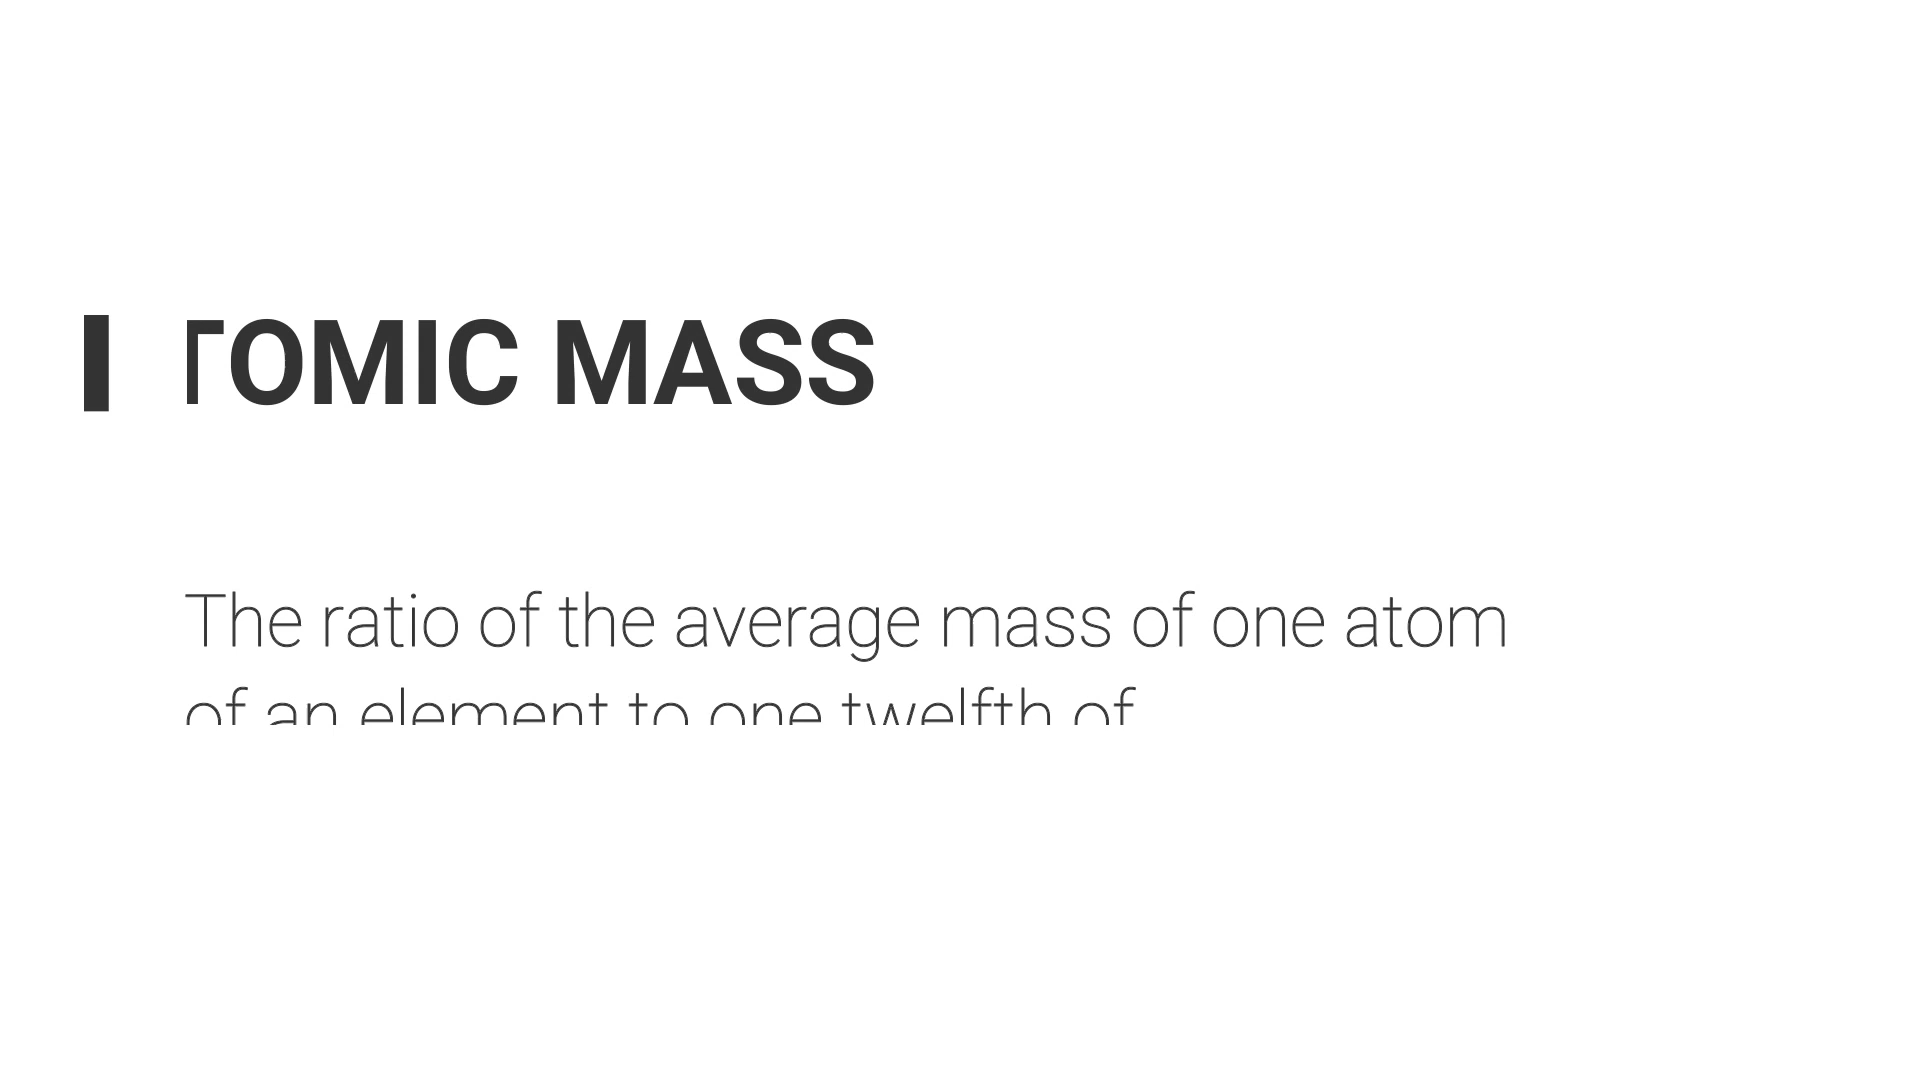 TOMIC MASS
The ratio of the average mass of one atom
of an element to one twelfth of